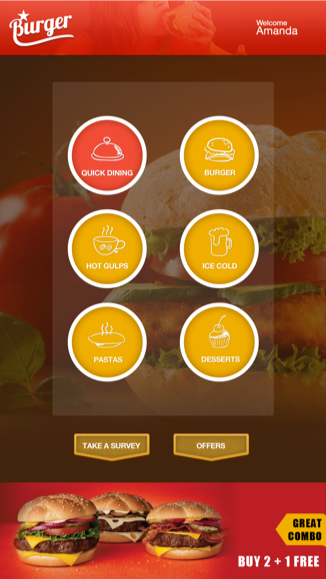 Burger
Welcome
Amanda
QUICK DINING
BURGER
HOT GULPS
ICE COLD
PASTAS
DESSERTS
TAKE A SURVEY
OFFERS
GREAT
COMBO
BUY 2 + 1 FREE